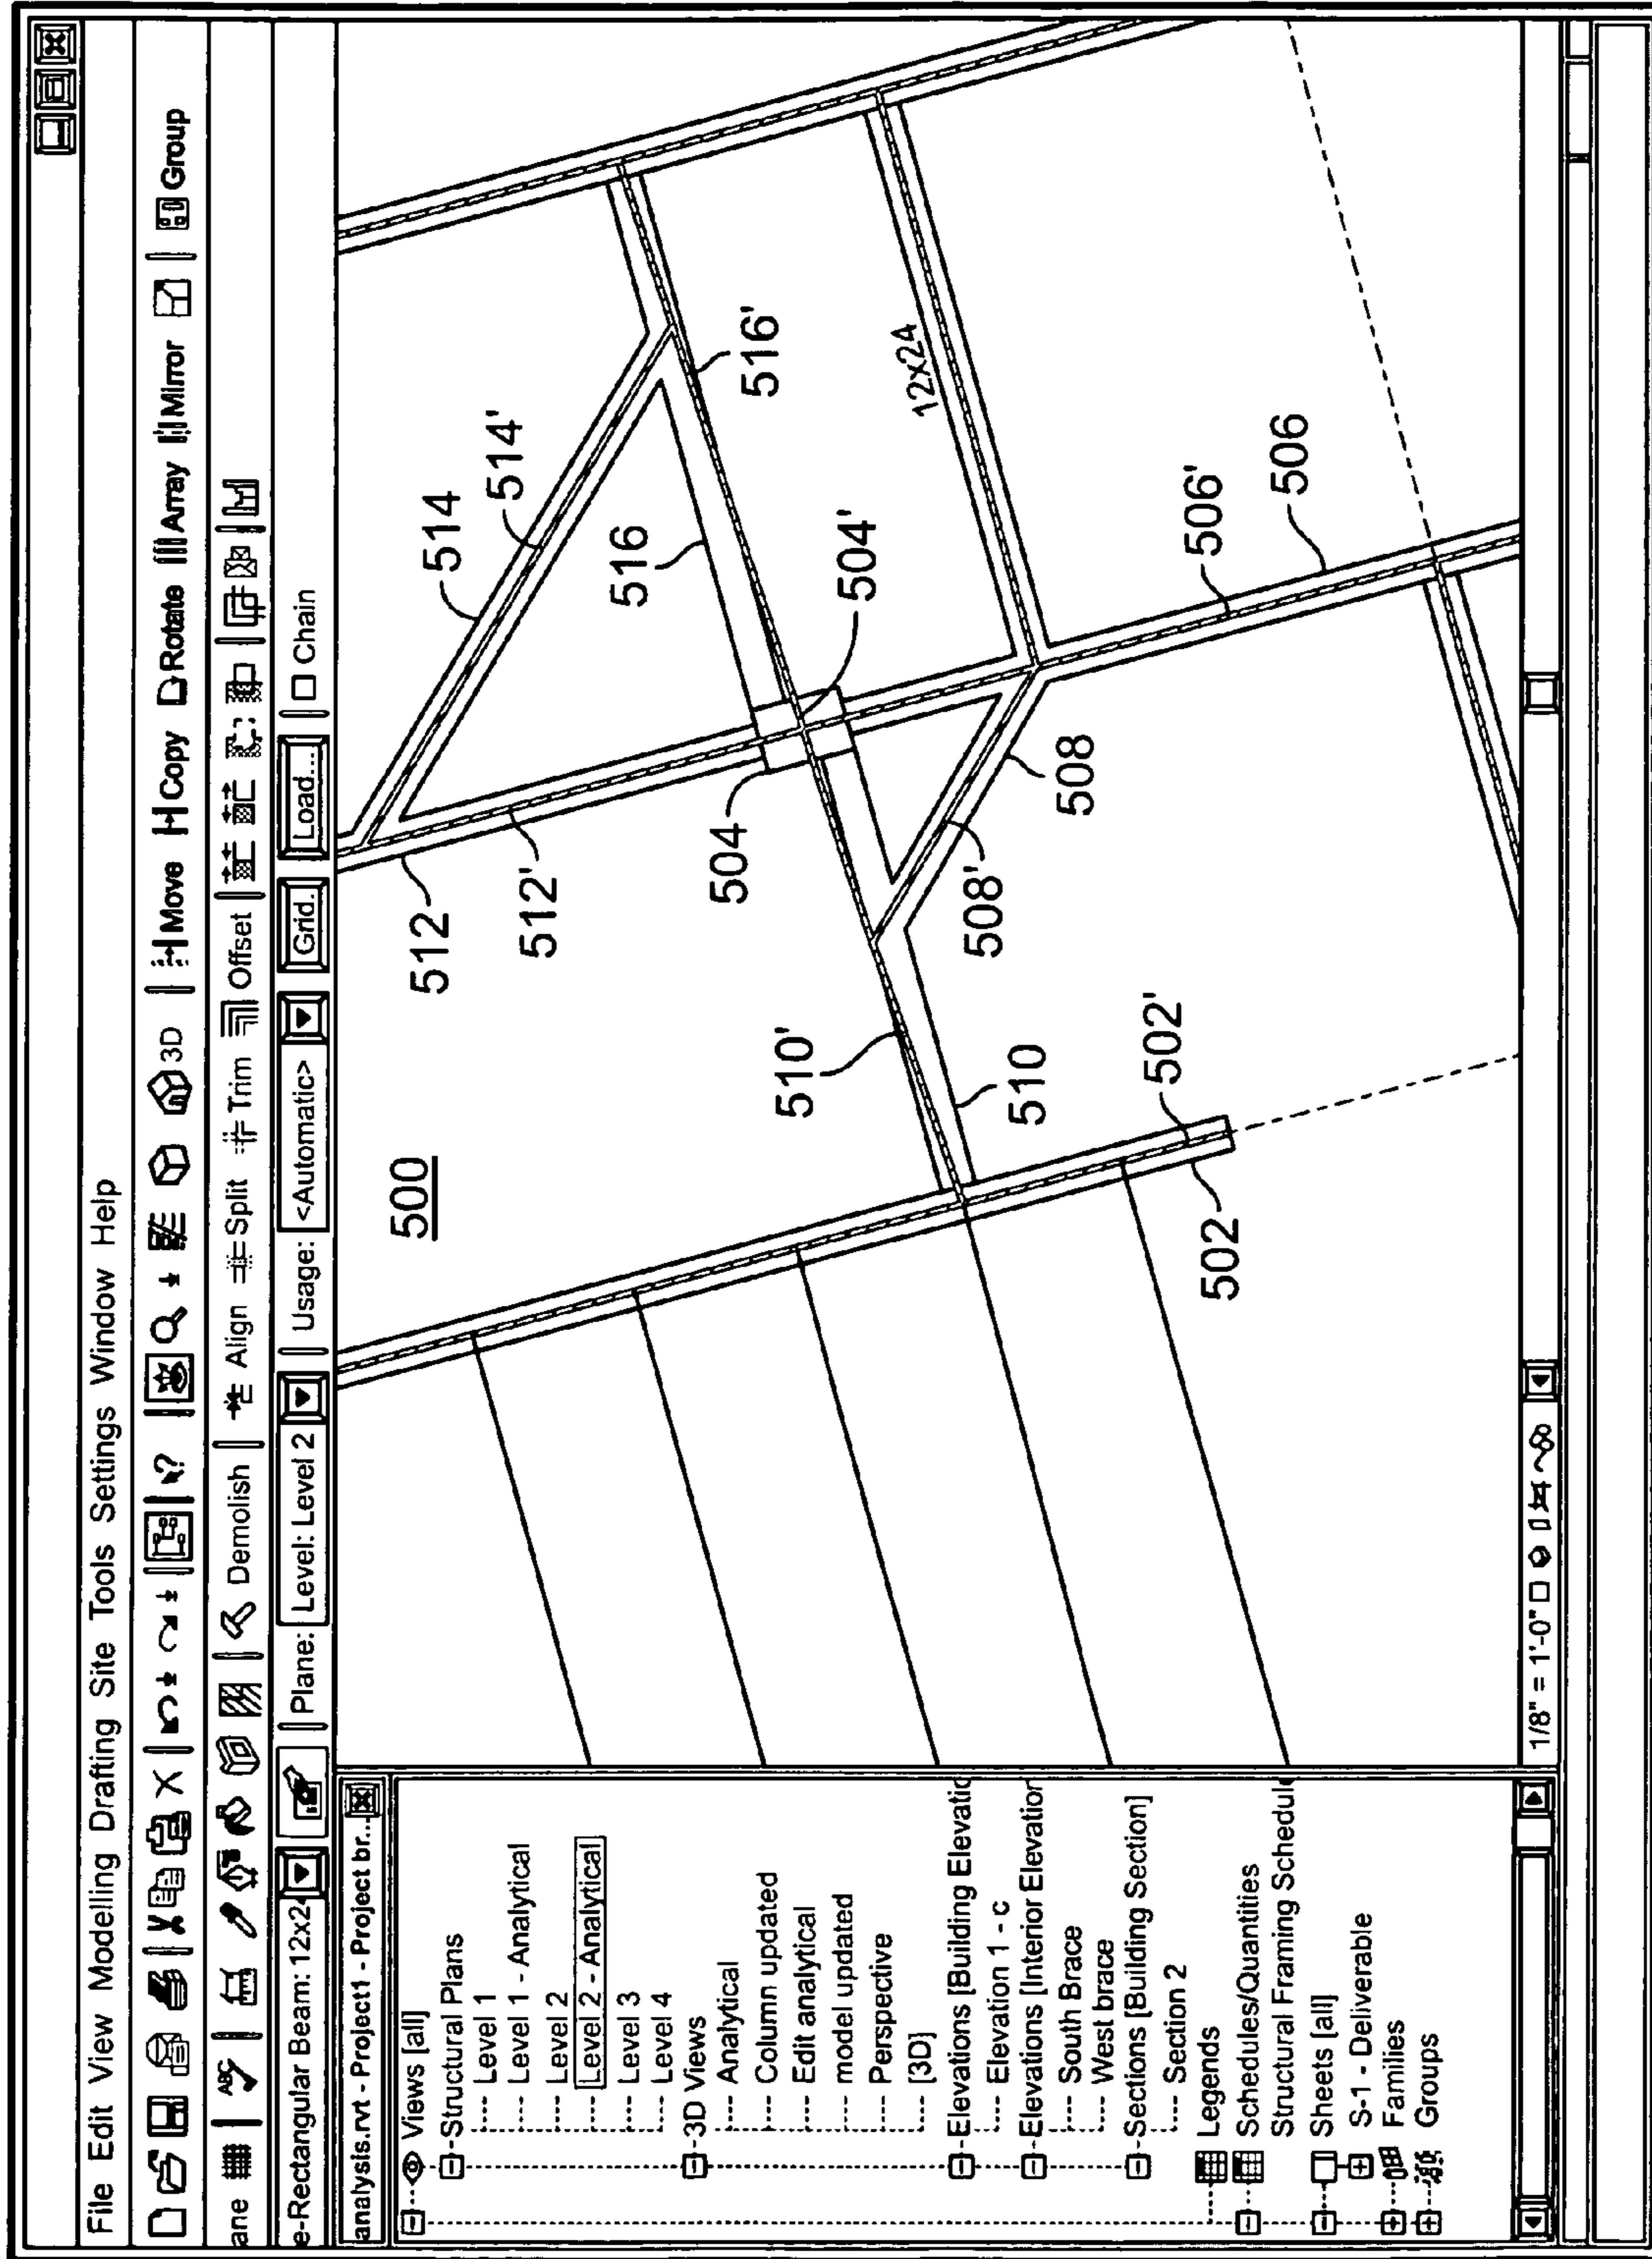 File Edit View Modelling Drafting Site Tools Settings Window Help
? 3D Move Copy Rotate Array Mirror Group
ane ABC Demolish Align Split Trim Offset
e-Rectangular Beam: 12x24 Plane: Level: Level 2 Usage: <Automatic> Grid. Load... Chain
analysis.rvt - Project1 - Project br...
Views [all]
Structural Plans
Level 1
Level 1 - Analytical
Level 2
Level 2 - Analytical
Level 3
Level 4
3D Views
Analytical
Column updated
Edit analytical
model updated
Perspective
[3D]
Elevations [Building Elevatio
Elevation 1 - c
Elevations [Interior Elevation
South Brace
West brace
Sections [Building Section]
Section 2
Legends
Schedules/Quantities
Structural Framing Schedule
Sheets [all]
S-1 - Deliverable
Families
Groups
500
512
512'
514
514'
516
516'
504
504'
510'
510
508'
508
12x24
506'
506
502'
502
1/8" = 1'-0"